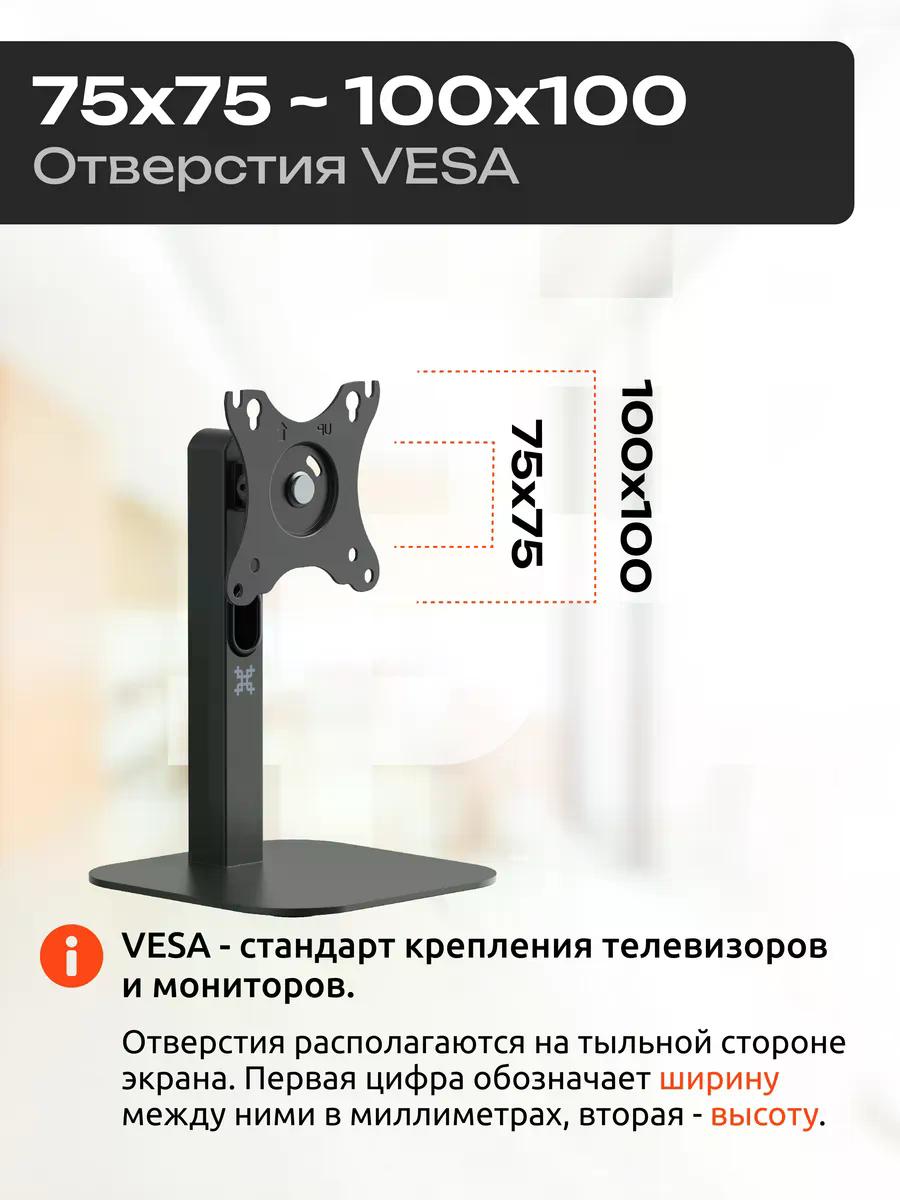 75x75 ~ 100x100
Отверстия VESA
UP
75x75
100x100
VESA - стандарт крепления телевизоров
и мониторов.
Отверстия располагаются на тыльной стороне
экрана. Первая цифра обозначает ширину
между ними в миллиметрах, вторая - высоту.